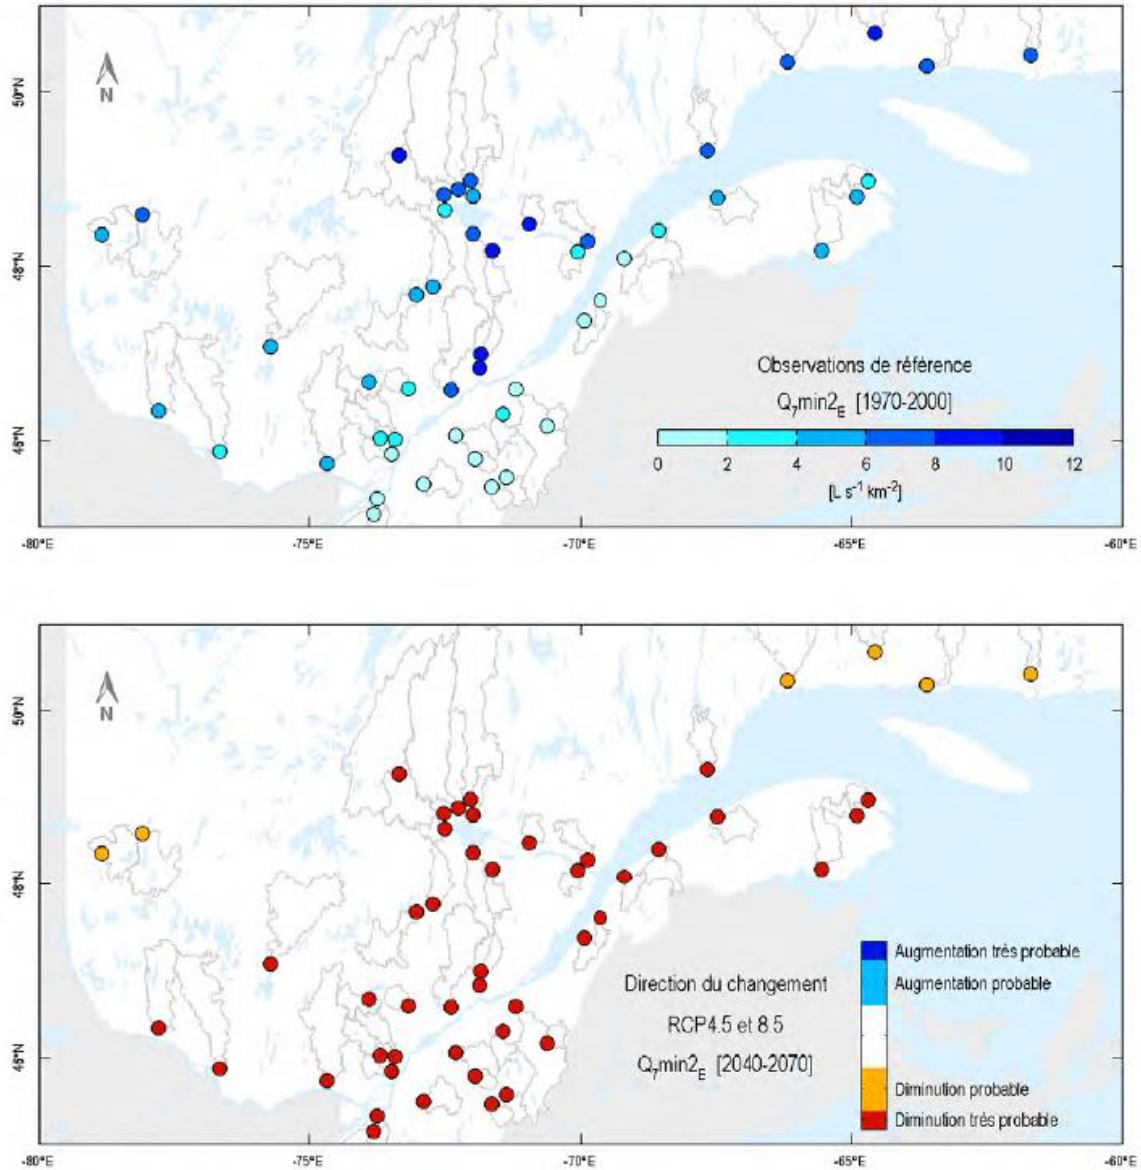 50°N
48°N
46°N
N
Observations de référence
Q₇min2E [1970-2000]
0 2 4 6 8 10 12
[L s⁻¹ km⁻²]
-80°E -75°E -70°E -65°E -60°E
50°N
48°N
46°N
N
Direction du changement
RCP4.5 et 8.5
Q₇min2E [2040-2070]
Augmentation très probable
Augmentation probable
Diminution probable
Diminution très probable
-80°E -75°E -70°E -65°E -60°E